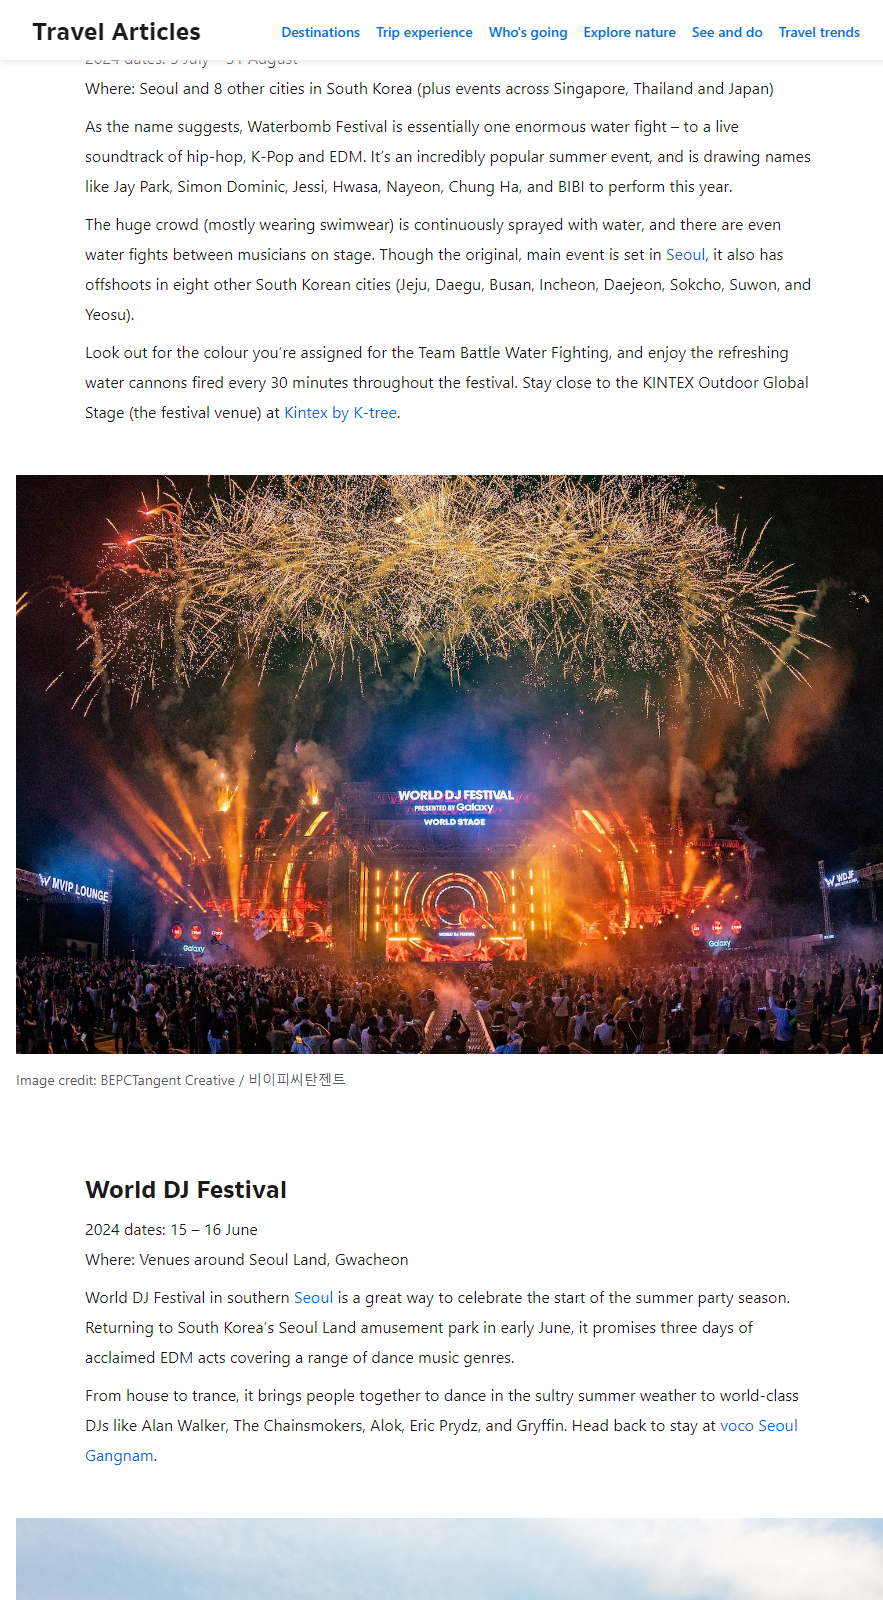 Travel Articles
Destinations
Trip experience
Who's going
Explore nature
See and do
Travel trends
Where: Seoul and 8 other cities in South Korea (plus events across Singapore, Thailand and Japan)
As the name suggests, Waterbomb Festival is essentially one enormous water fight – to a live
soundtrack of hip-hop, K-Pop and EDM. It’s an incredibly popular summer event, and is drawing names
like Jay Park, Simon Dominic, Jessi, Hwasa, Nayeon, Chung Ha, and BIBI to perform this year.
The huge crowd (mostly wearing swimwear) is continuously sprayed with water, and there are even
water fights between musicians on stage. Though the original, main event is set in Seoul, it also has
offshoots in eight other South Korean cities (Jeju, Daegu, Busan, Incheon, Daejeon, Sokcho, Suwon, and
Yeosu).
Look out for the colour you’re assigned for the Team Battle Water Fighting, and enjoy the refreshing
water cannons fired every 30 minutes throughout the festival. Stay close to the KINTEX Outdoor Global
Stage (the festival venue) at Kintex by K-tree.
WORLD DJ FESTIVAL
PRESENTED BY Galaxy
WORLD STAGE
MVIP LOUNGE
WDJF
Galaxy
WORLD DJ FESTIVAL
Galaxy
Image credit: BEPCTangent Creative / 비이피씨탄젠트
World DJ Festival
2024 dates: 15 – 16 June
Where: Venues around Seoul Land, Gwacheon
World DJ Festival in southern Seoul is a great way to celebrate the start of the summer party season.
Returning to South Korea’s Seoul Land amusement park in early June, it promises three days of
acclaimed EDM acts covering a range of dance music genres.
From house to trance, it brings people together to dance in the sultry summer weather to world-class
DJs like Alan Walker, The Chainsmokers, Alok, Eric Prydz, and Gryffin. Head back to stay at voco Seoul
Gangnam.